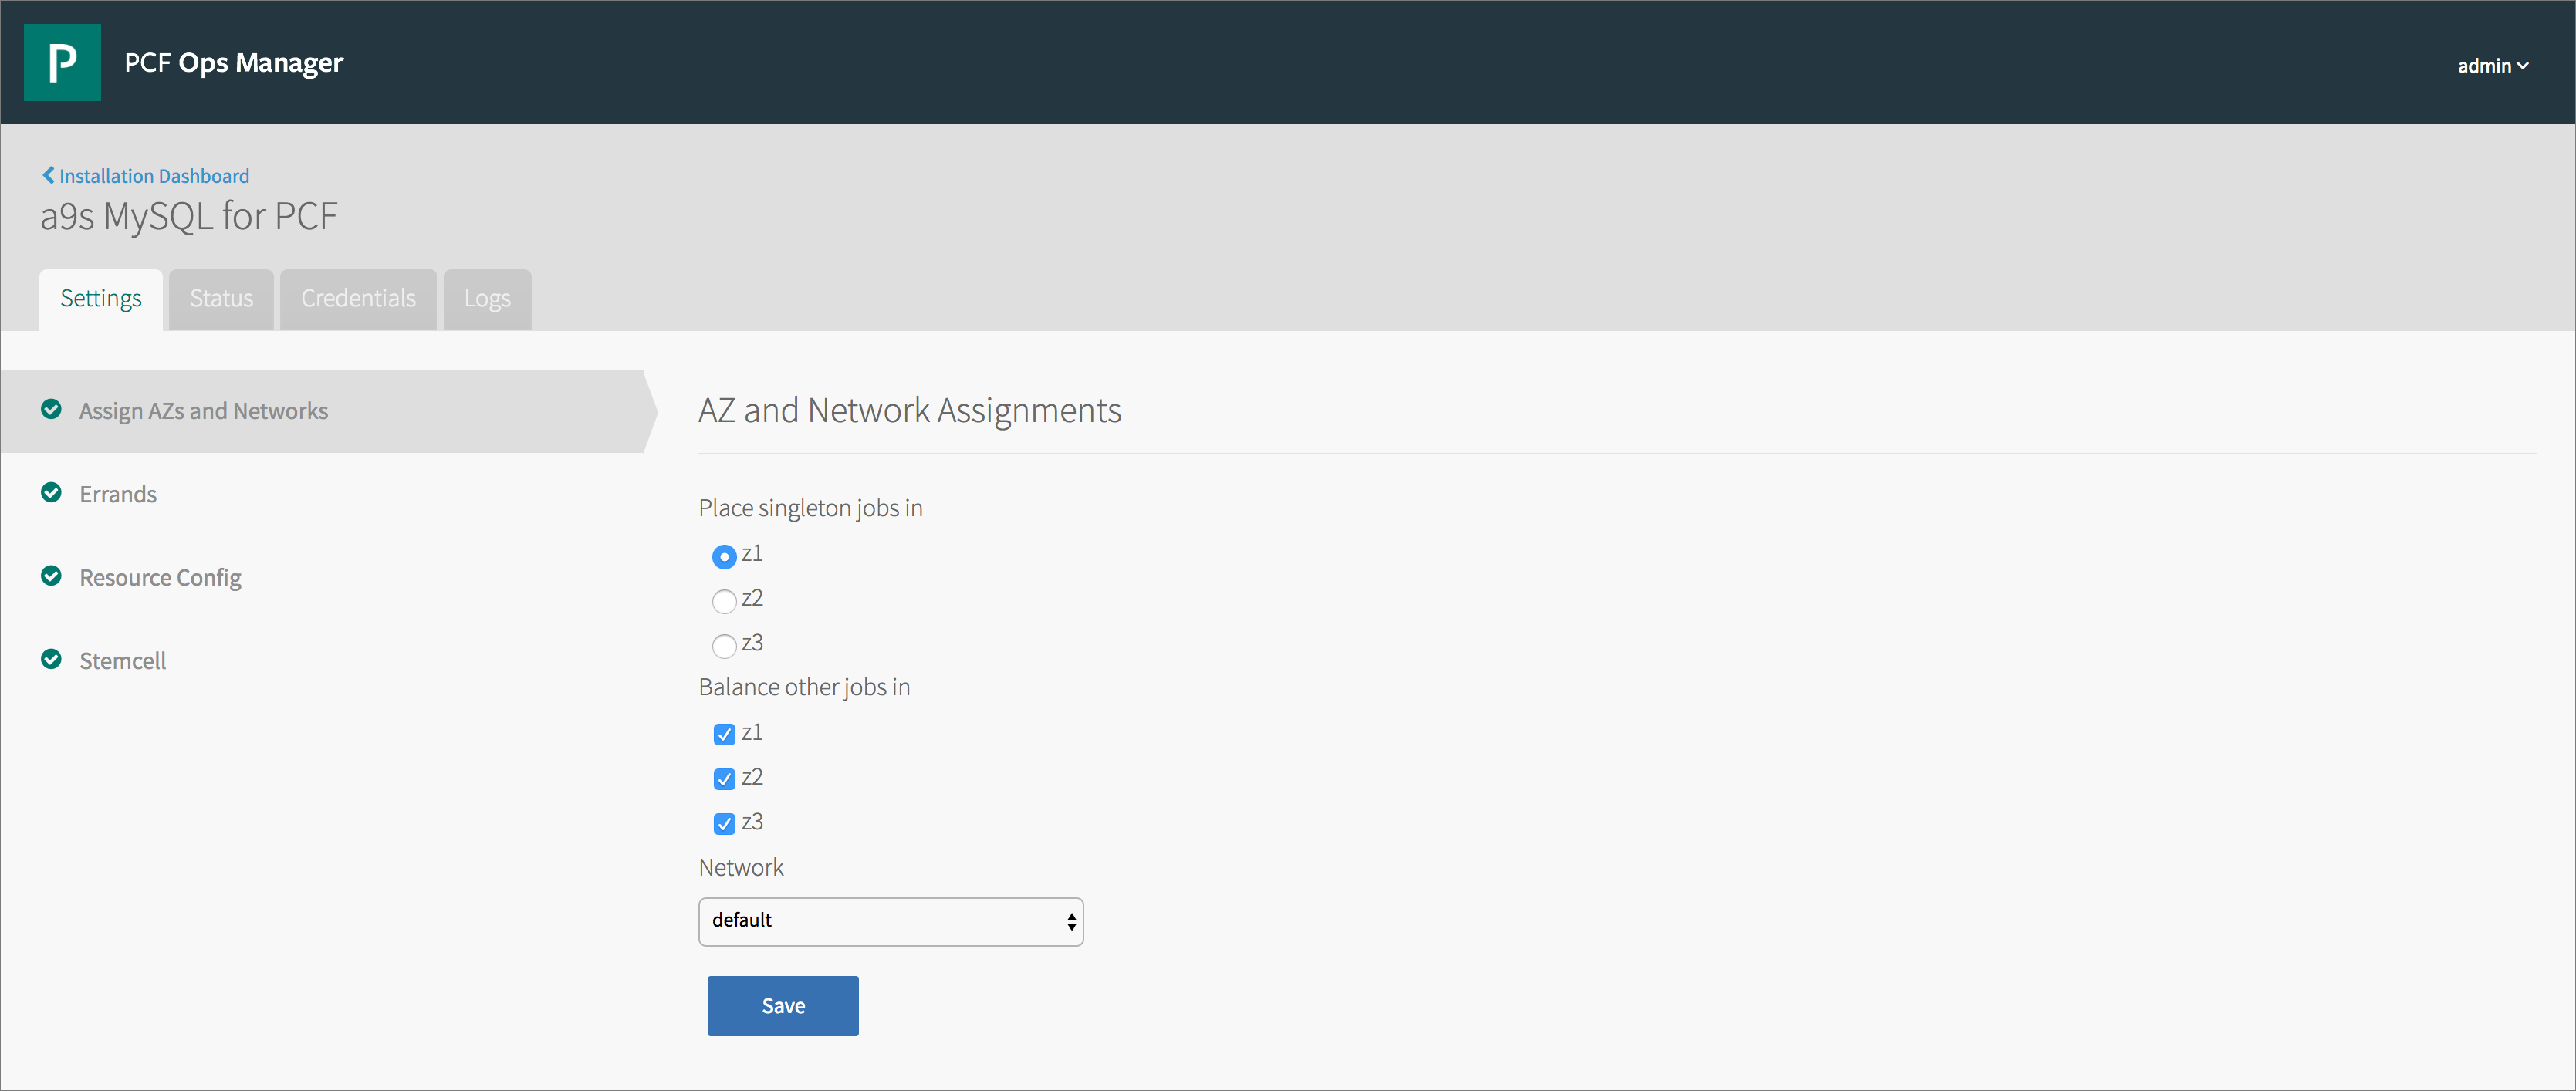 P
PCF Ops Manager
admin
Installation Dashboard
a9s MySQL for PCF
Settings
Status
Credentials
Logs
Assign AZs and Networks
Errands
Resource Config
Stemcell
AZ and Network Assignments
Place singleton jobs in
z1
z2
z3
Balance other jobs in
z1
z2
z3
Network
default
Save